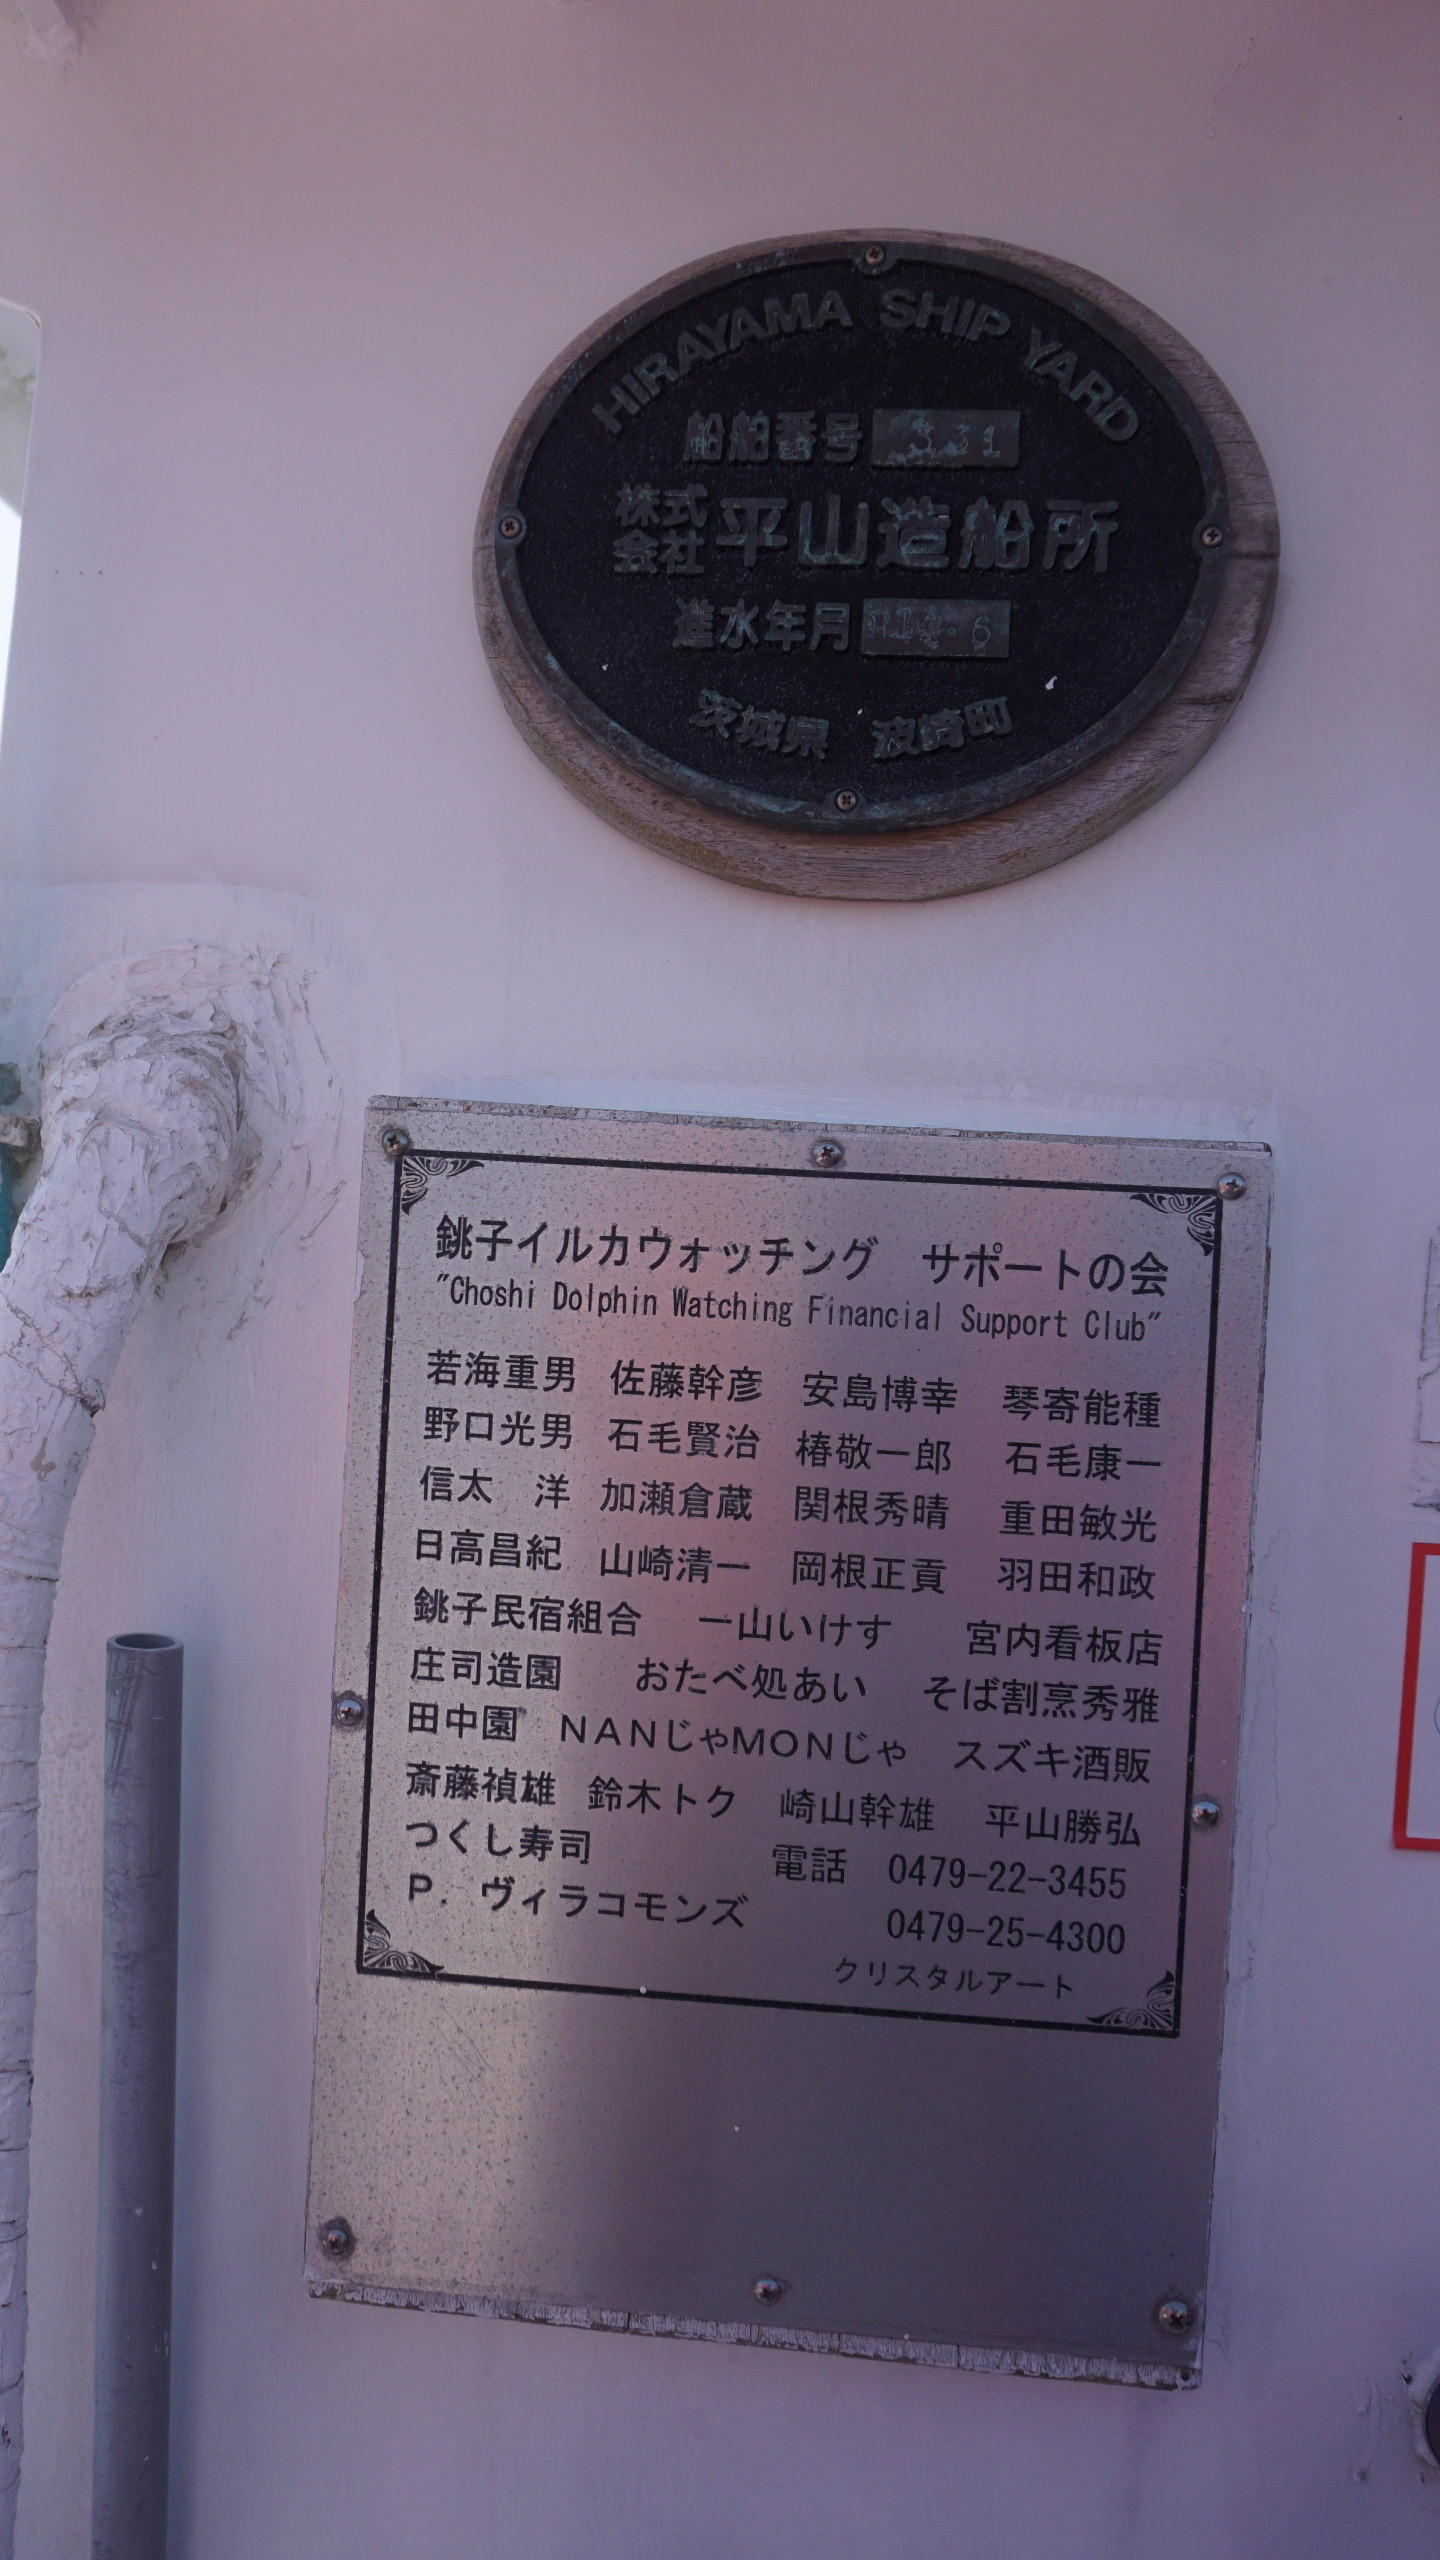 HIRAYAMA SHIP YARD
船舶番号 331
株式会社 平山造船所
進水年月
茨城県 波崎町
銚子イルカウォッチング サポートの会
"Choshi Dolphin Watching Financial Support Club"
若海重男 佐藤幹彦 安島博幸 琴寄能種
野口光男 石毛賢治 椿敬一郎 石毛康一
信太 洋 加瀬倉蔵 関根秀晴 重田敏光
日高昌紀 山崎清一 岡根正貢 羽田和政
銚子民宿組合 一山いけす 宮内看板店
庄司造園 おたべ処あい そば割烹秀雅
田中園 NANじゃMONじゃ スズキ酒販
斎藤禎雄 鈴木トク 崎山幹雄 平山勝弘
つくし寿司 電話 0479-22-3455
P. ヴィラコモンズ 0479-25-4300
クリスタルアート